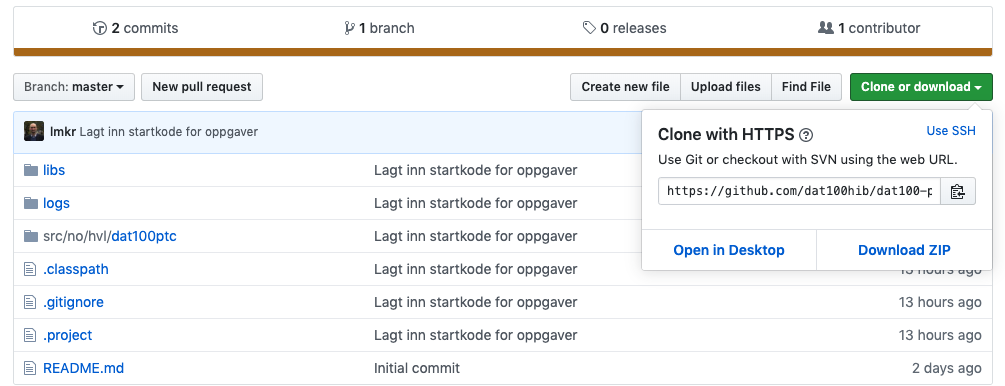 2 commits 1 branch 0 releases 1 contributor
Branch: master New pull request Create new file Upload files Find File Clone or download
lmkr Lagt inn startkode for oppgaver
Clone with HTTPS Use SSH
Use Git or checkout with SVN using the web URL.
https://github.com/dat100hib/dat100-p
Open in Desktop Download ZIP
libs Lagt inn startkode for oppgaver
logs Lagt inn startkode for oppgaver
src/no/hvl/dat100ptc Lagt inn startkode for oppgaver
.classpath Lagt inn startkode for oppgaver 13 hours ago
.gitignore Lagt inn startkode for oppgaver 13 hours ago
.project Lagt inn startkode for oppgaver 13 hours ago
README.md Initial commit 2 days ago